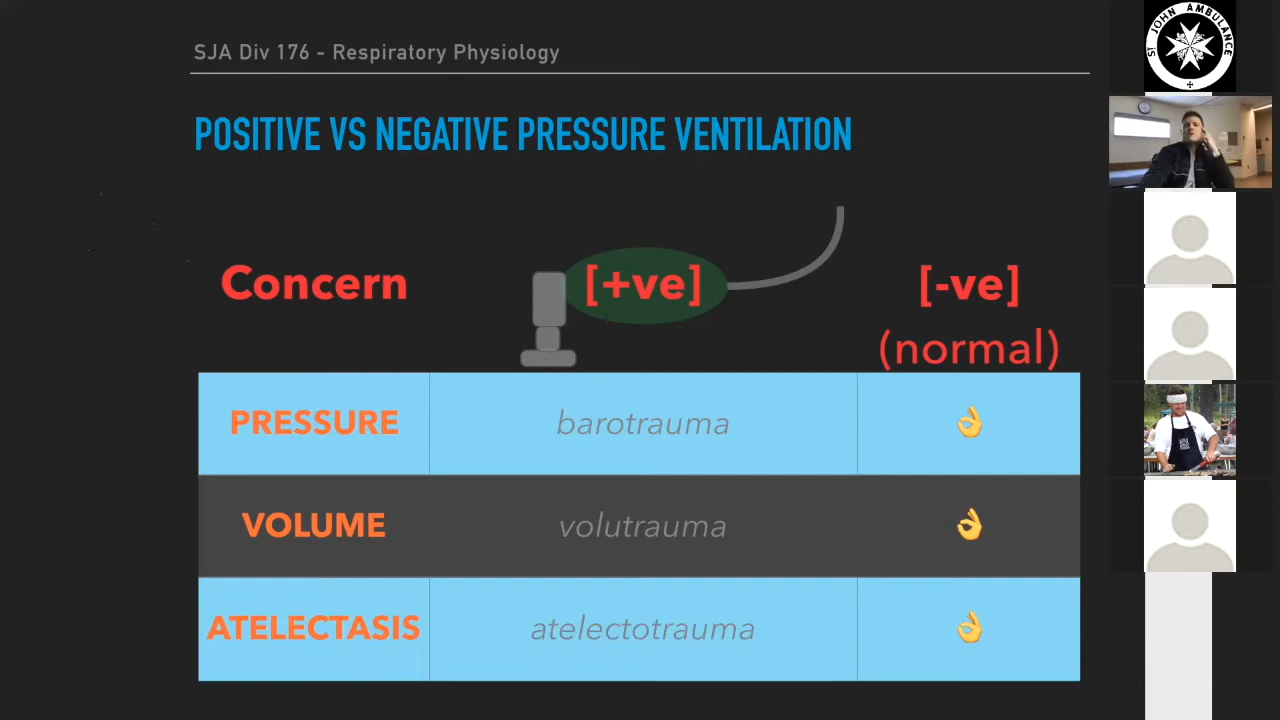 SJA Div 176 - Respiratory Physiology
POSITIVE VS NEGATIVE PRESSURE VENTILATION
Concern [+ve] [-ve]
(normal)
PRESSURE barotrauma 👌
VOLUME volutrauma 👌
ATELECTASIS atelectotrauma 👌
ST JOHN AMBULANCE